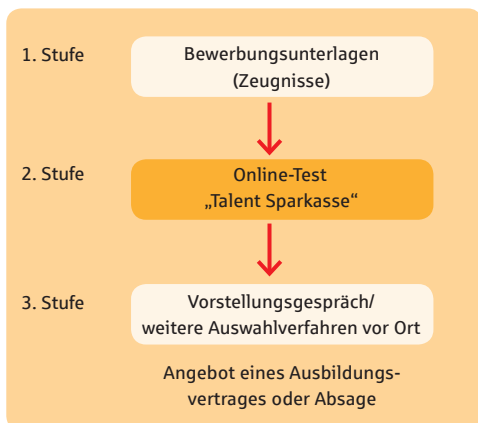 1. Stufe
Bewerbungsunterlagen
(Zeugnisse)
2. Stufe
Online-Test
„Talent Sparkasse“
3. Stufe
Vorstellungsgespräch/
weitere Auswahlverfahren vor Ort
Angebot eines Ausbildungs-
vertrages oder Absage